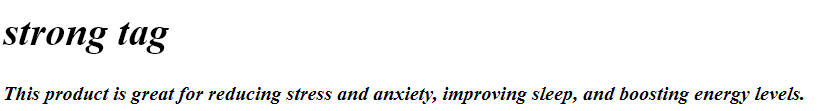 strong tag
This product is great for reducing stress and anxiety, improving sleep, and boosting energy levels.